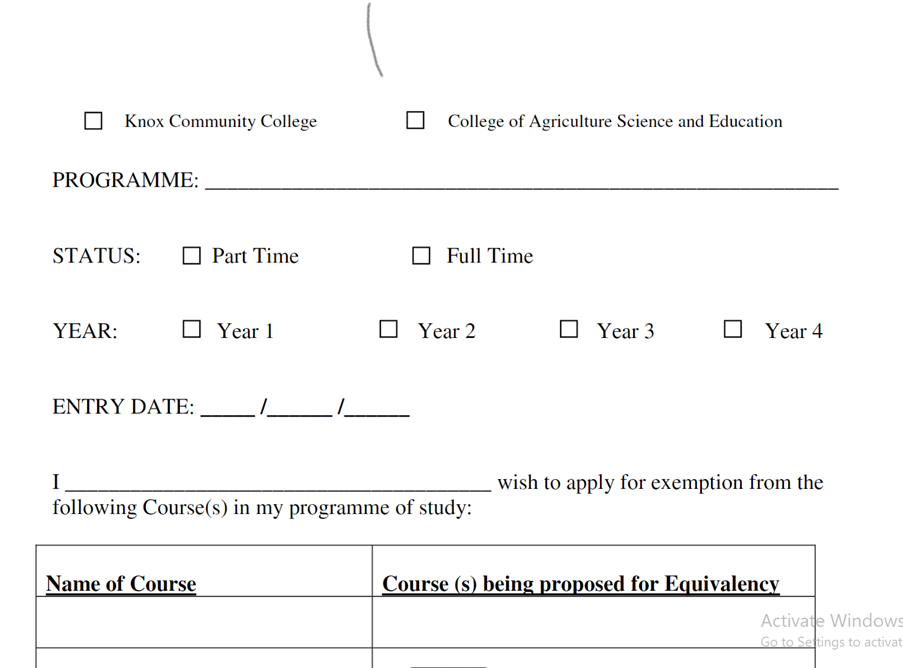 Knox Community College College of Agriculture Science and Education
PROGRAMME: ___________________________________________________________
STATUS: Part Time Full Time
YEAR: Year 1 Year 2 Year 3 Year 4
ENTRY DATE: _____ /______ /______
I ________________________________________ wish to apply for exemption from the
following Course(s) in my programme of study:
Name of Course Course (s) being proposed for Equivalency
Activate Windows
Go to Settings to activat